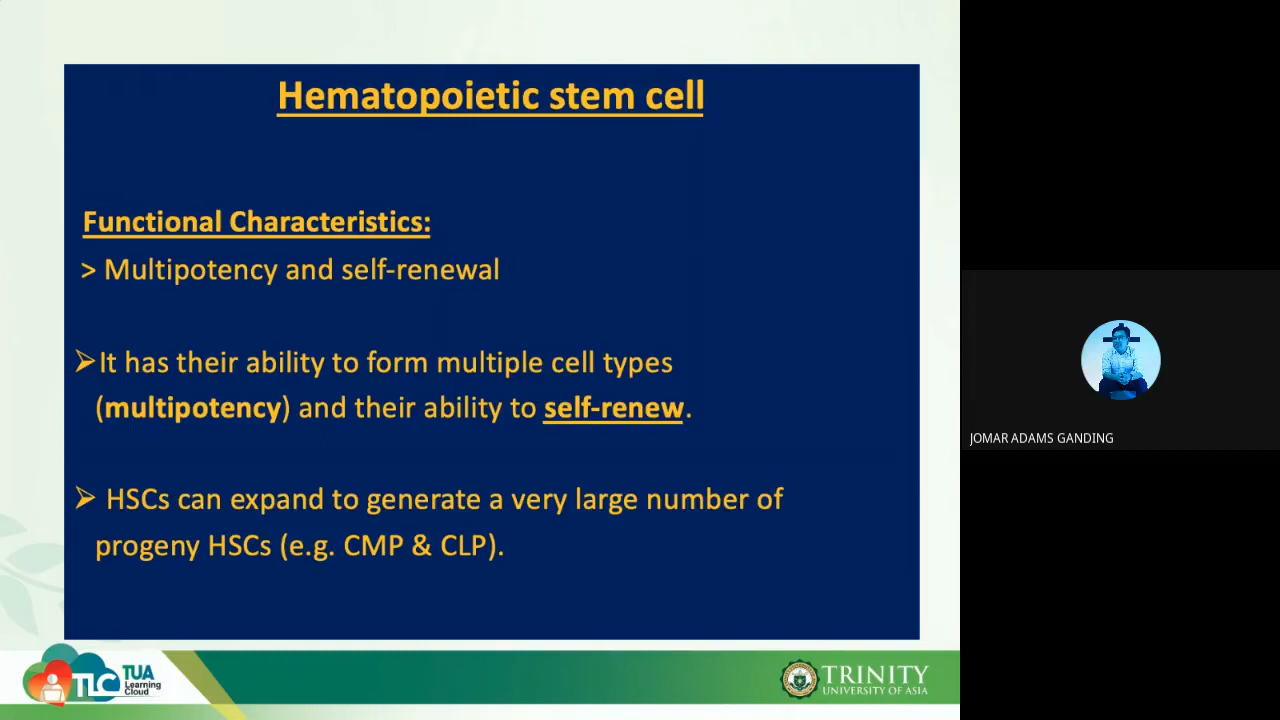 Hematopoietic stem cell
Functional Characteristics:
> Multipotency and self-renewal
➢It has their ability to form multiple cell types
(multipotency) and their ability to self-renew.
➢ HSCs can expand to generate a very large number of
progeny HSCs (e.g. CMP & CLP).
JOMAR ADAMS GANDING
TLC
TUA
Learning
Cloud
TRINITY
UNIVERSITY OF ASIA